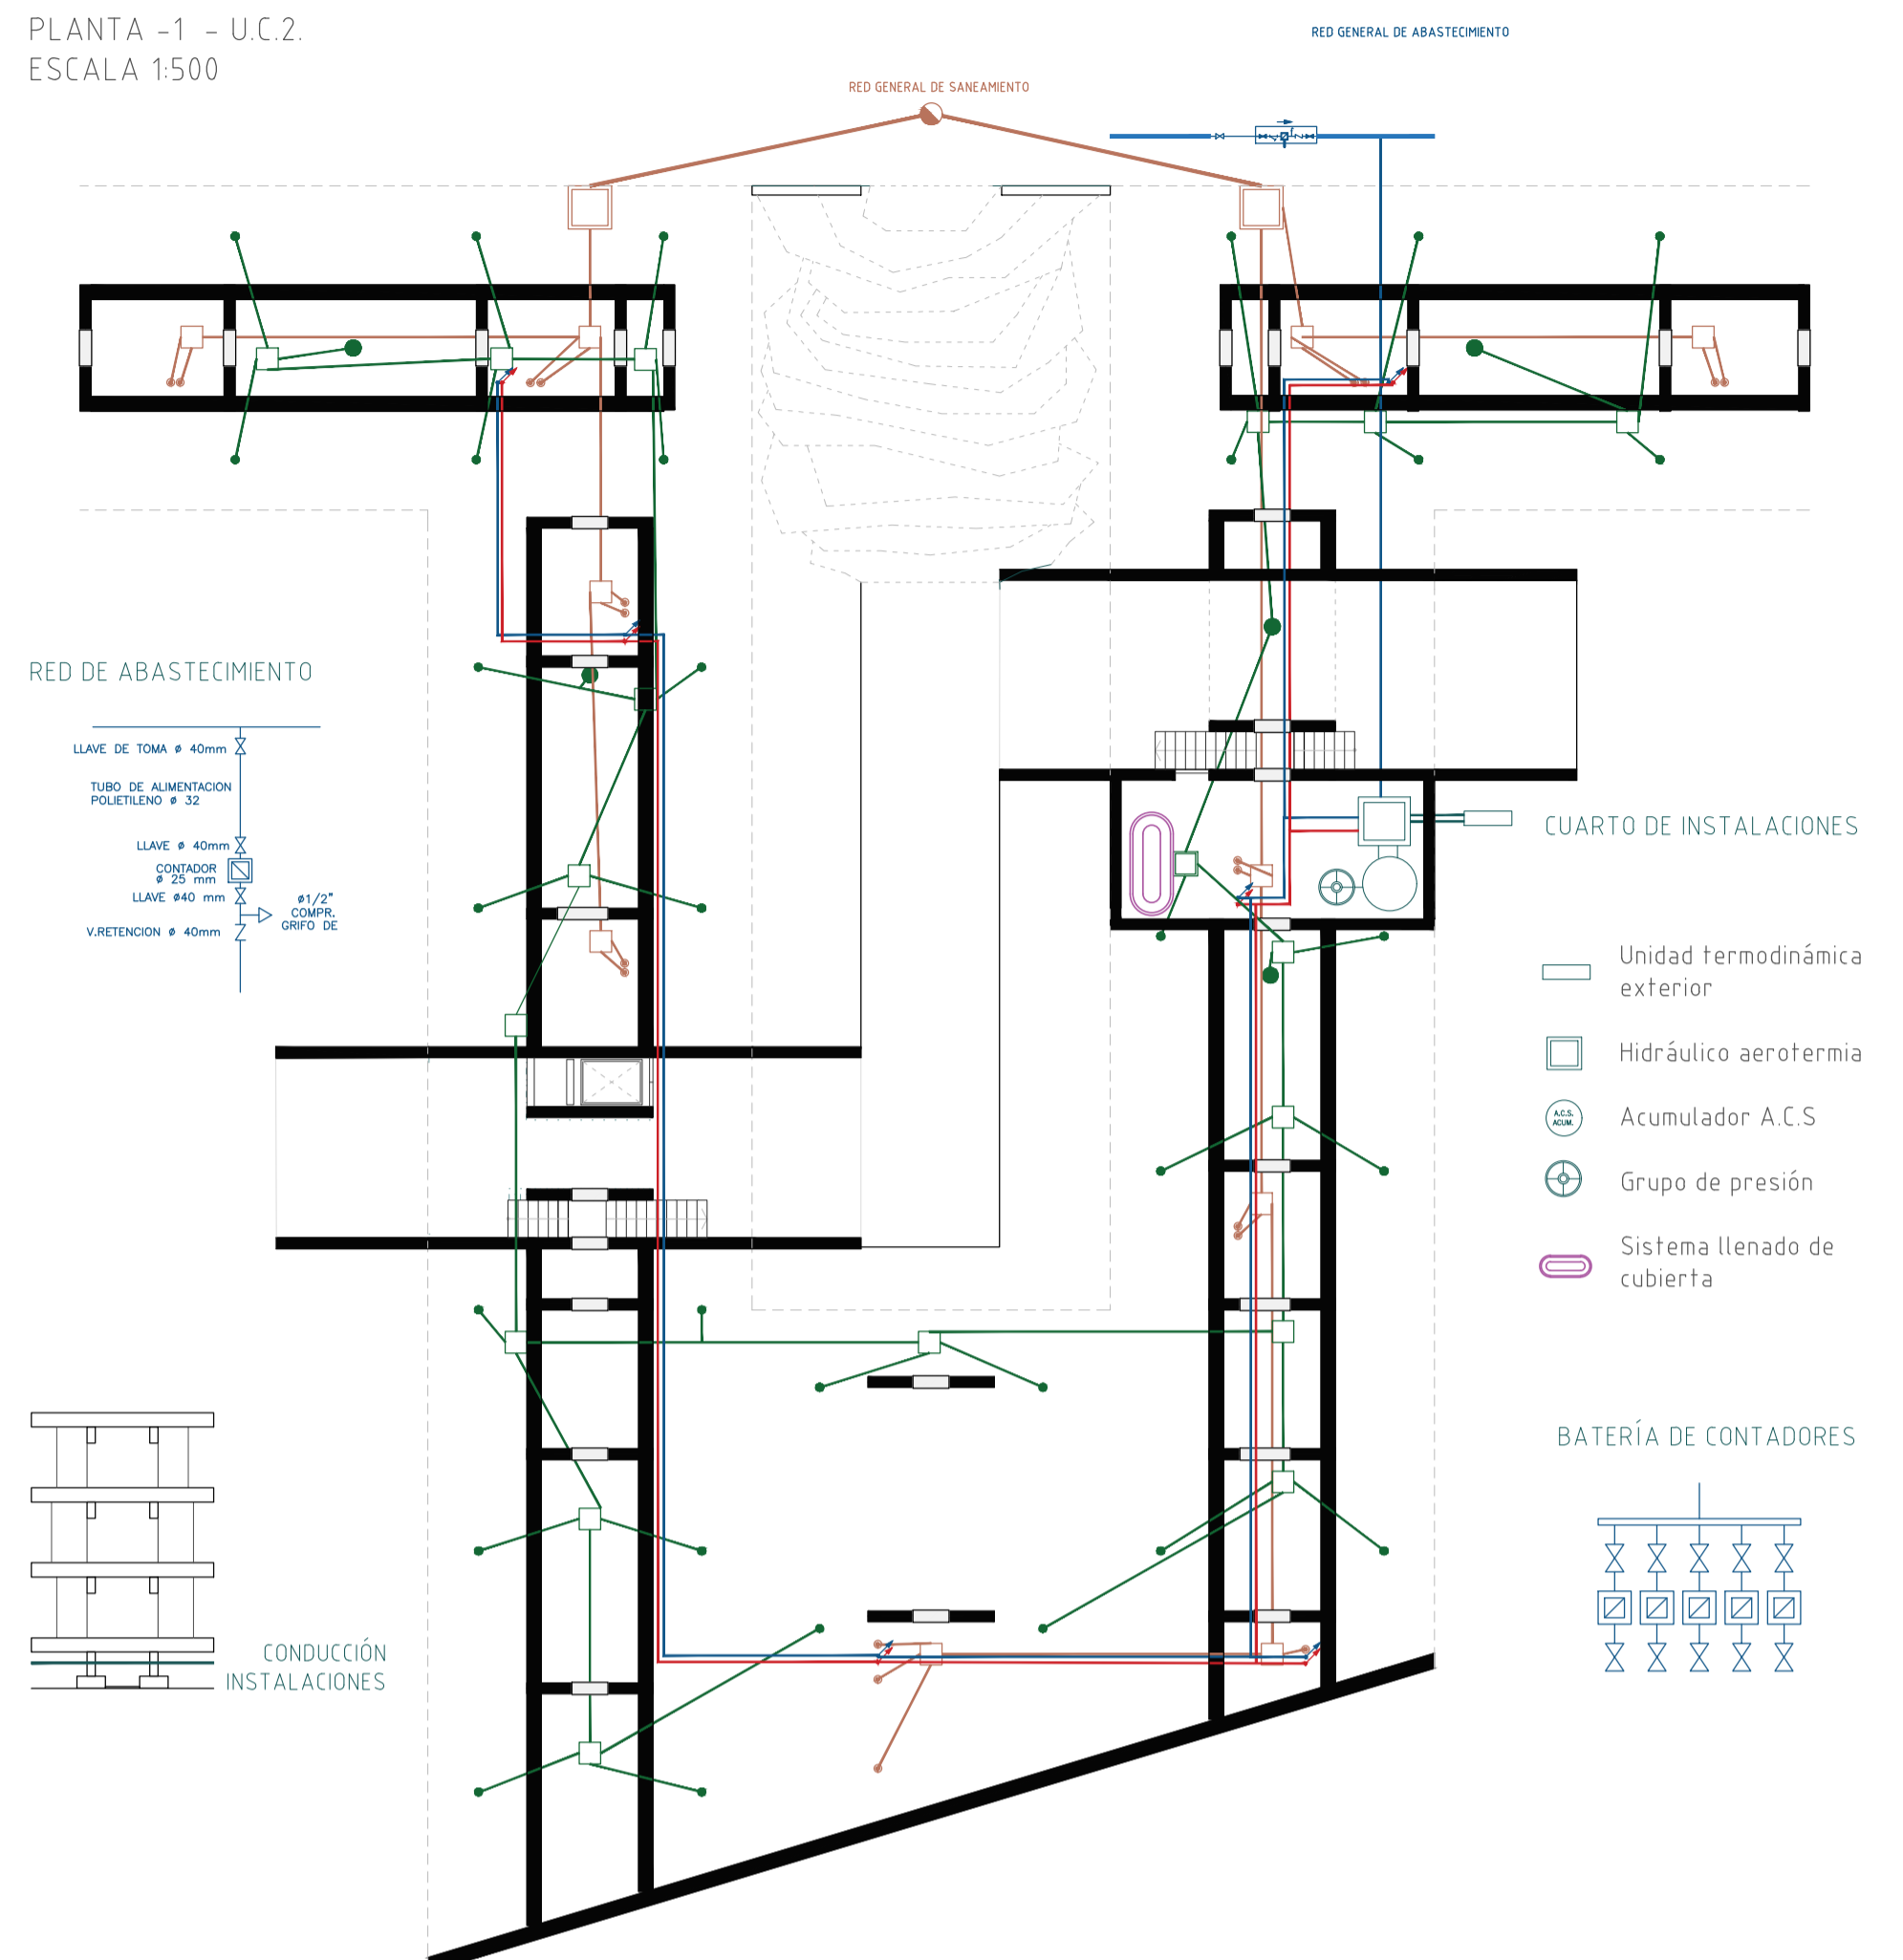 PLANTA -1 - U.C.2.
ESCALA 1:500
RED GENERAL DE ABASTECIMIENTO
RED GENERAL DE SANEAMIENTO
RED DE ABASTECIMIENTO
LLAVE DE TOMA ø 40mm
TUBO DE ALIMENTACION
POLIETILENO ø 32
LLAVE ø 40mm
CONTADOR
ø 25 mm
LLAVE ø40 mm
ø1/2"
COMPR.
GRIFO DE
V.RETENCION ø 40mm
CUARTO DE INSTALACIONES
Unidad termodinámica
exterior
Hidráulico aerotermia
A.C.S.
ACUM.
Acumulador A.C.S
Grupo de presión
Sistema llenado de
cubierta
BATERÍA DE CONTADORES
CONDUCCIÓN
INSTALACIONES